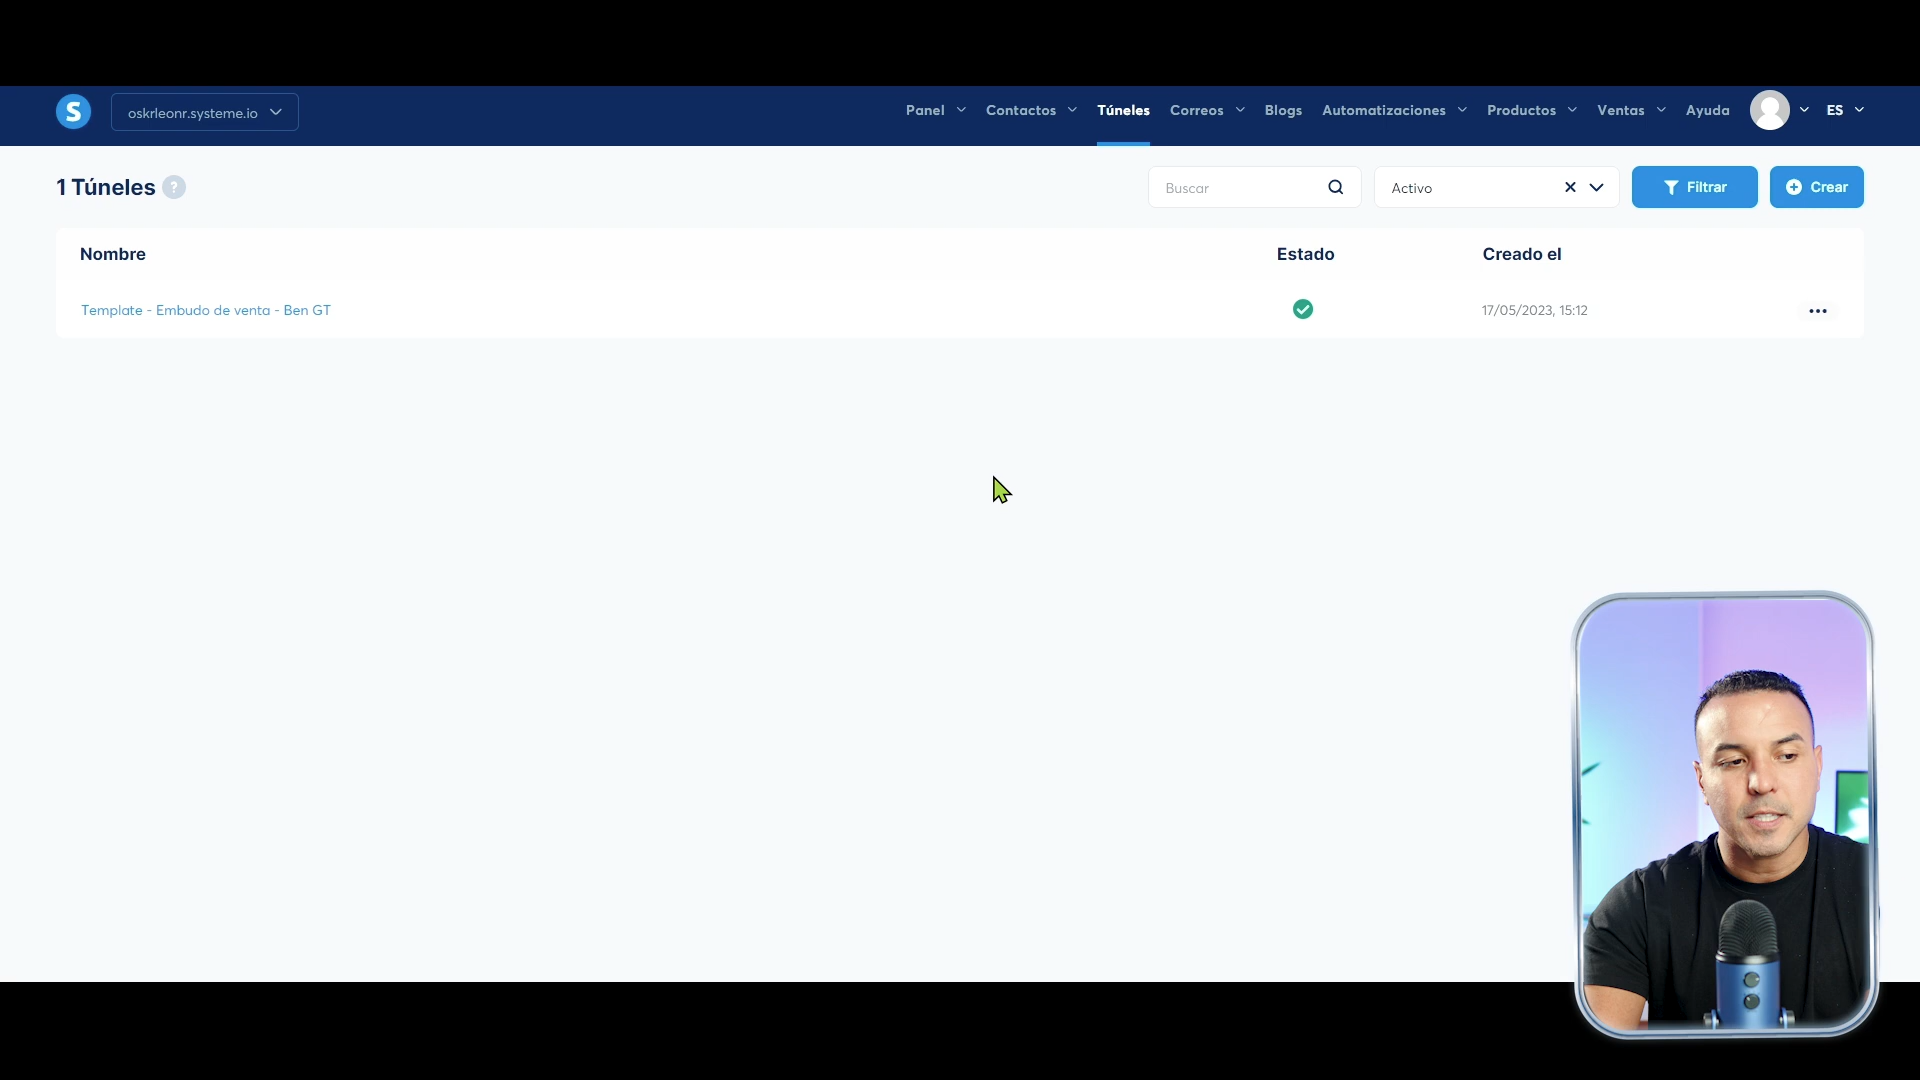 S oskrleonr.systeme.io Panel Contactos Túneles Correos Blogs Automatizaciones Productos Ventas Ayuda ES
1 Túneles ? Buscar Activo Filtrar Crear
Nombre Estado Creado el
Template - Embudo de venta - Ben GT 17/05/2023, 15:12